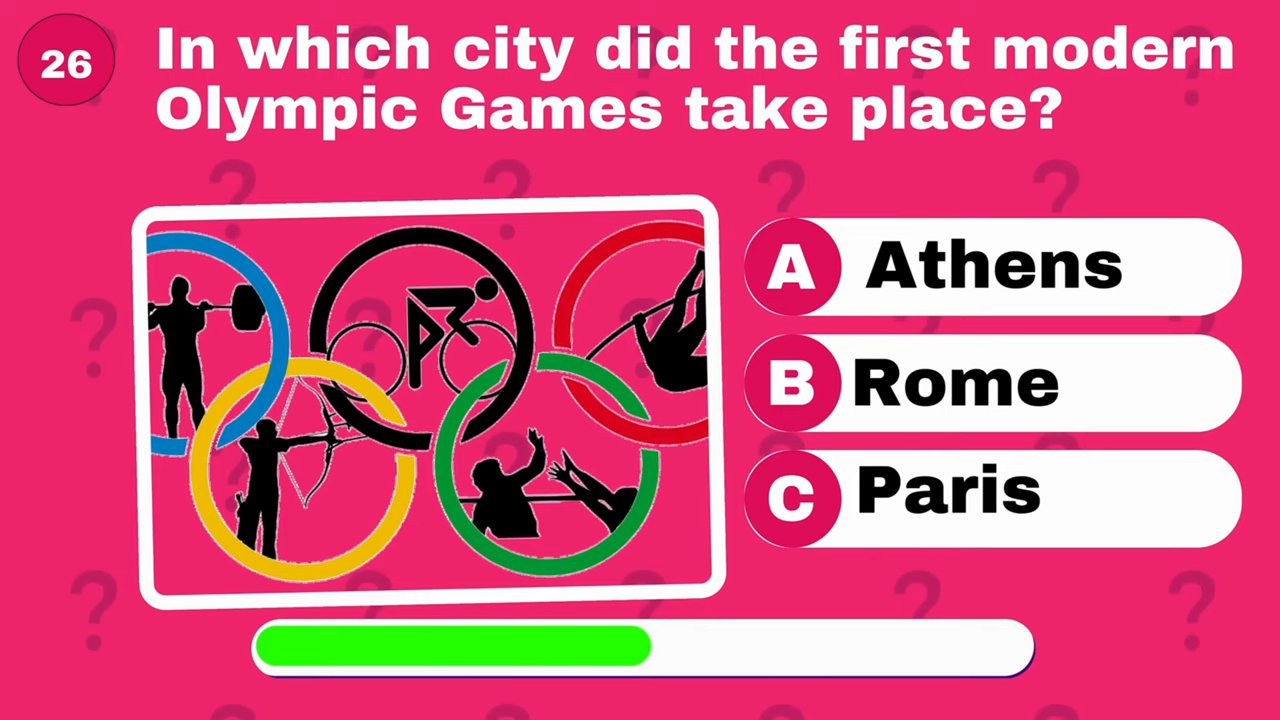 26
In which city did the first modern
Olympic Games take place?
A Athens
B Rome
C Paris